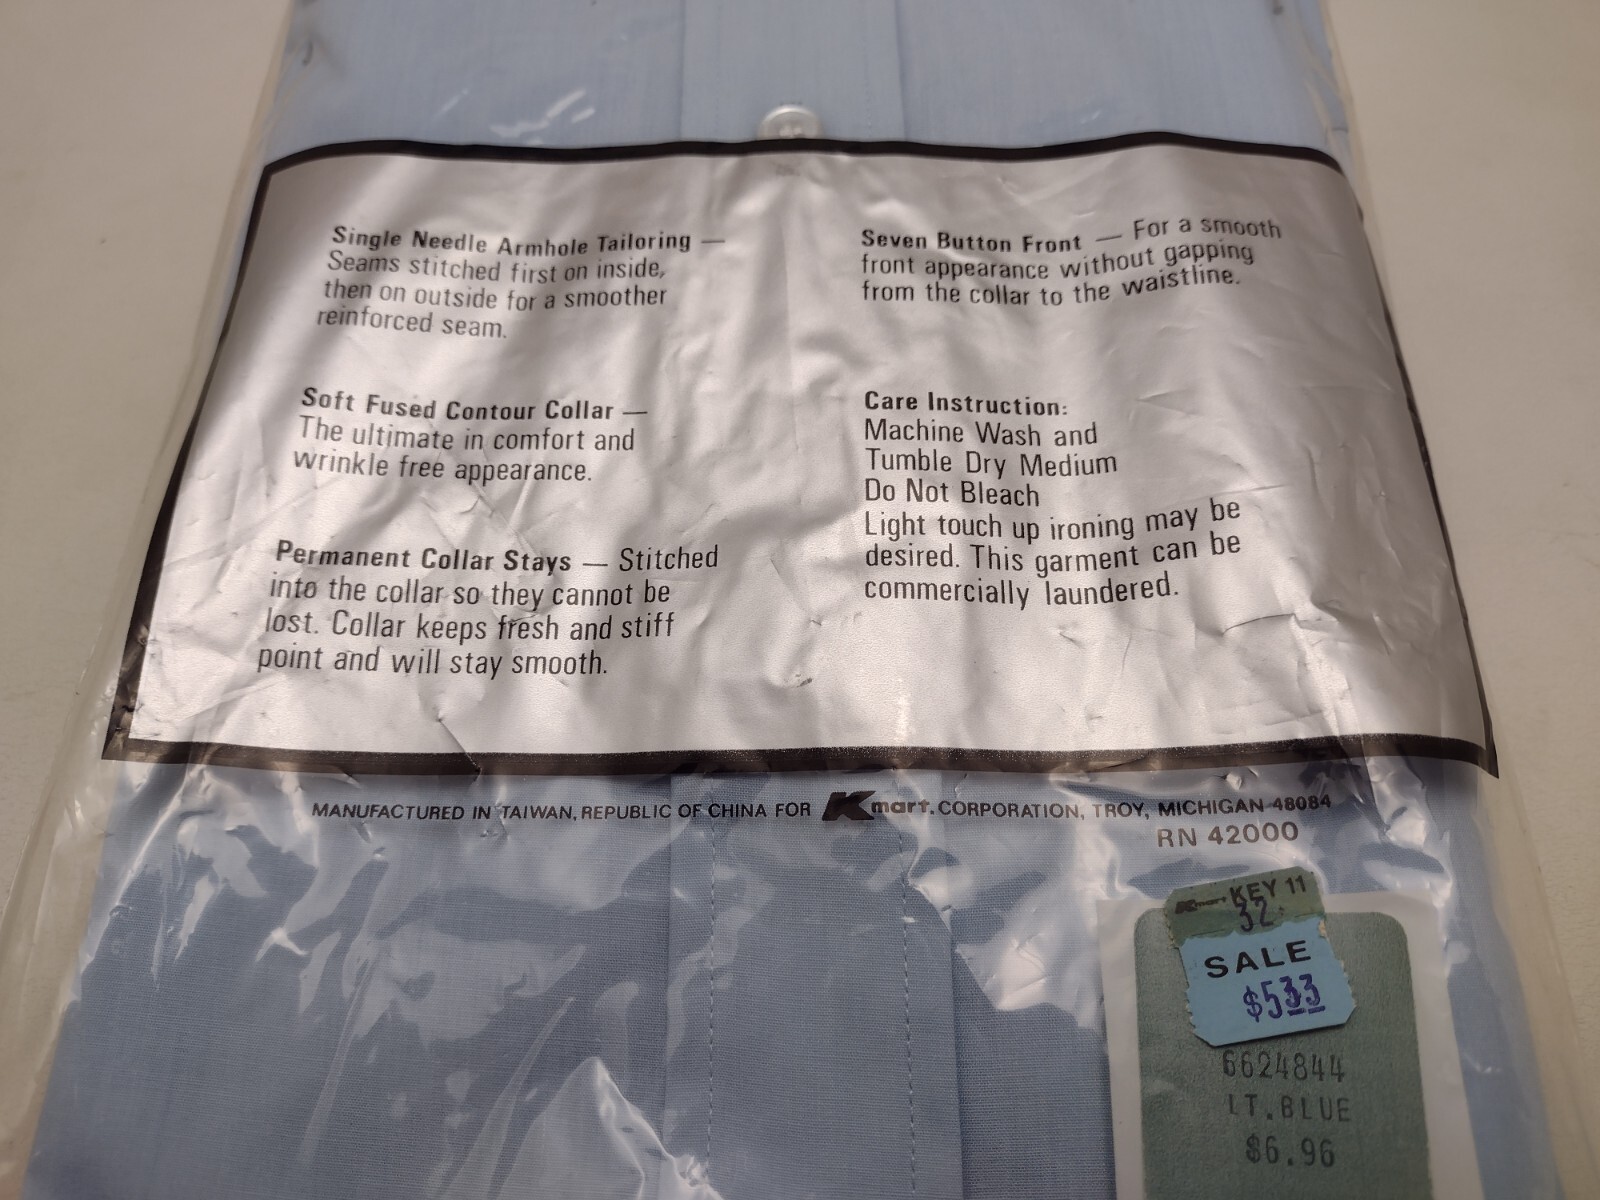 Single Needle Armhole Tailoring —
Seams stitched first on inside,
then on outside for a smoother
reinforced seam.
Soft Fused Contour Collar —
The ultimate in comfort and
wrinkle free appearance.
Permanent Collar Stays — Stitched
into the collar so they cannot be
lost. Collar keeps fresh and stiff
point and will stay smooth.
Seven Button Front — For a smooth
front appearance without gapping
from the collar to the waistline.
Care Instruction:
Machine Wash and
Tumble Dry Medium
Do Not Bleach
Light touch up ironing may be
desired. This garment can be
commercially laundered.
MANUFACTURED IN TAIWAN, REPUBLIC OF CHINA FOR Kmart. CORPORATION, TROY, MICHIGAN 48084
RN 42000
Kmart KEY 11
32
SALE
$533
6624844
LT.BLUE
$6.96